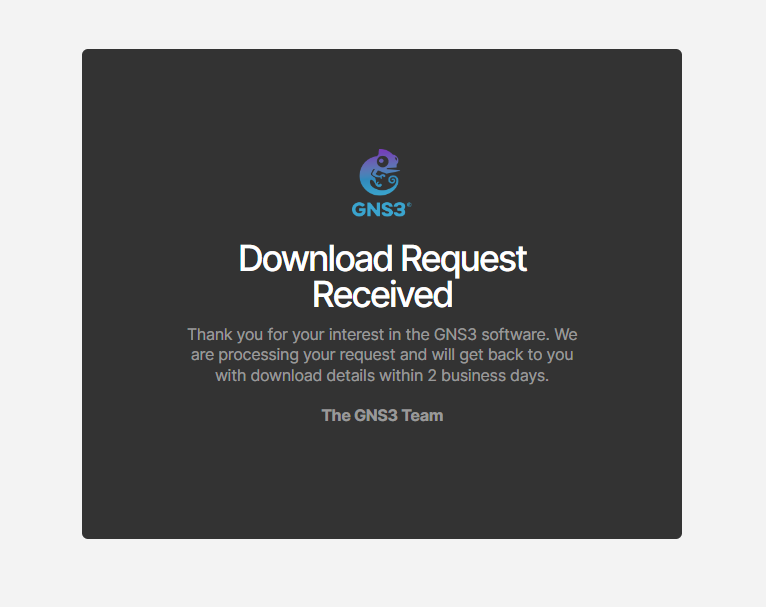 GNS3®
Download Request
Received
Thank you for your interest in the GNS3 software. We
are processing your request and will get back to you
with download details within 2 business days.
The GNS3 Team